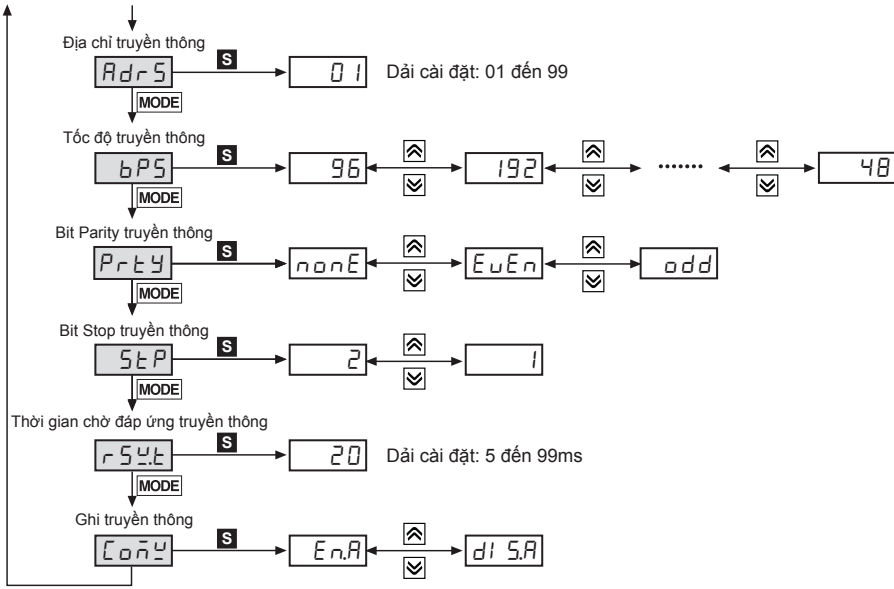 Địa chỉ truyền thông
AdrS S 01 Dải cài đặt: 01 đến 99
MODE
Tốc độ truyền thông
bPS S 96 192 ....... 48
MODE
Bit Parity truyền thông
PrtY S nonE EvEn odd
MODE
Bit Stop truyền thông
StP S 2 1
MODE
Thời gian chờ đáp ứng truyền thông
rSW.t S 20 Dải cài đặt: 5 đến 99ms
MODE
Ghi truyền thông
ComW S En.A dIS.A